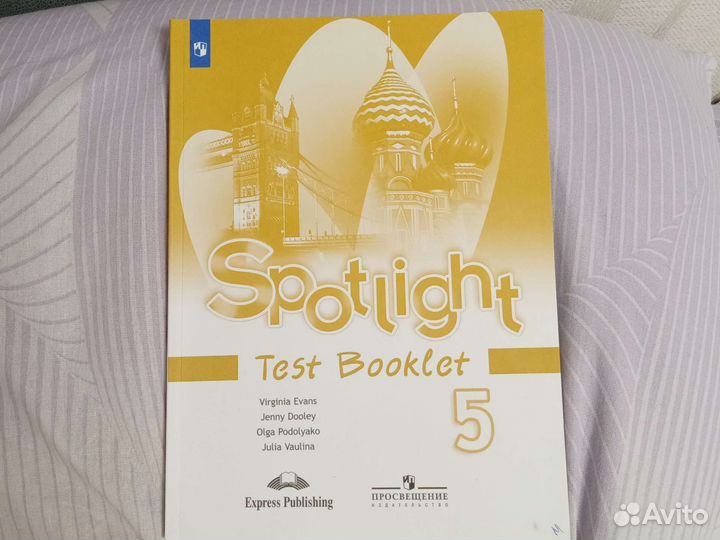 Spotlight
Test Booklet
5
Virginia Evans
Jenny Dooley
Olga Podolyako
Julia Vaulina
Express Publishing
ПРОСВЕЩЕНИЕ
ИЗДАТЕЛЬСТВО
Avito